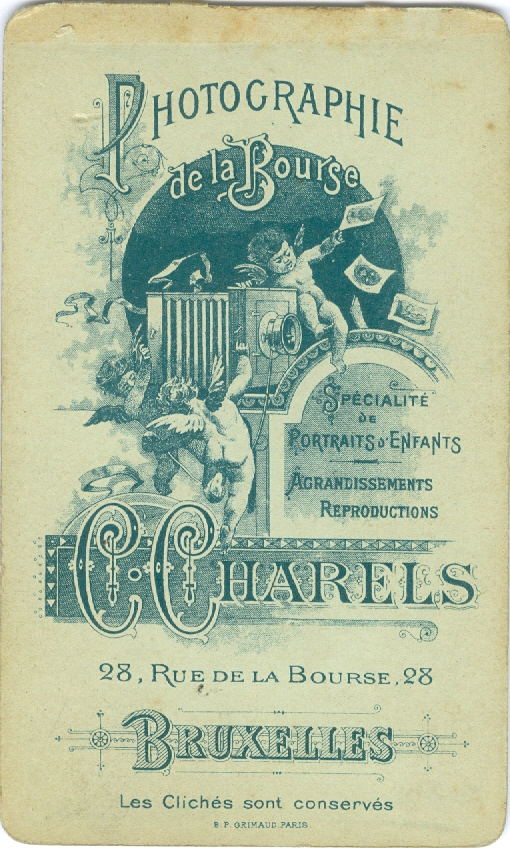 PHOTOGRAPHIE
de la Bourse
SPÉCIALITÉ
DE
PORTRAITS D'ENFANTS
AGRANDISSEMENTS
REPRODUCTIONS
C. CHARELS
28, RUE DE LA BOURSE, 28
BRUXELLES
Les Clichés sont conservés
B. P. GRIMAUD. PARIS.